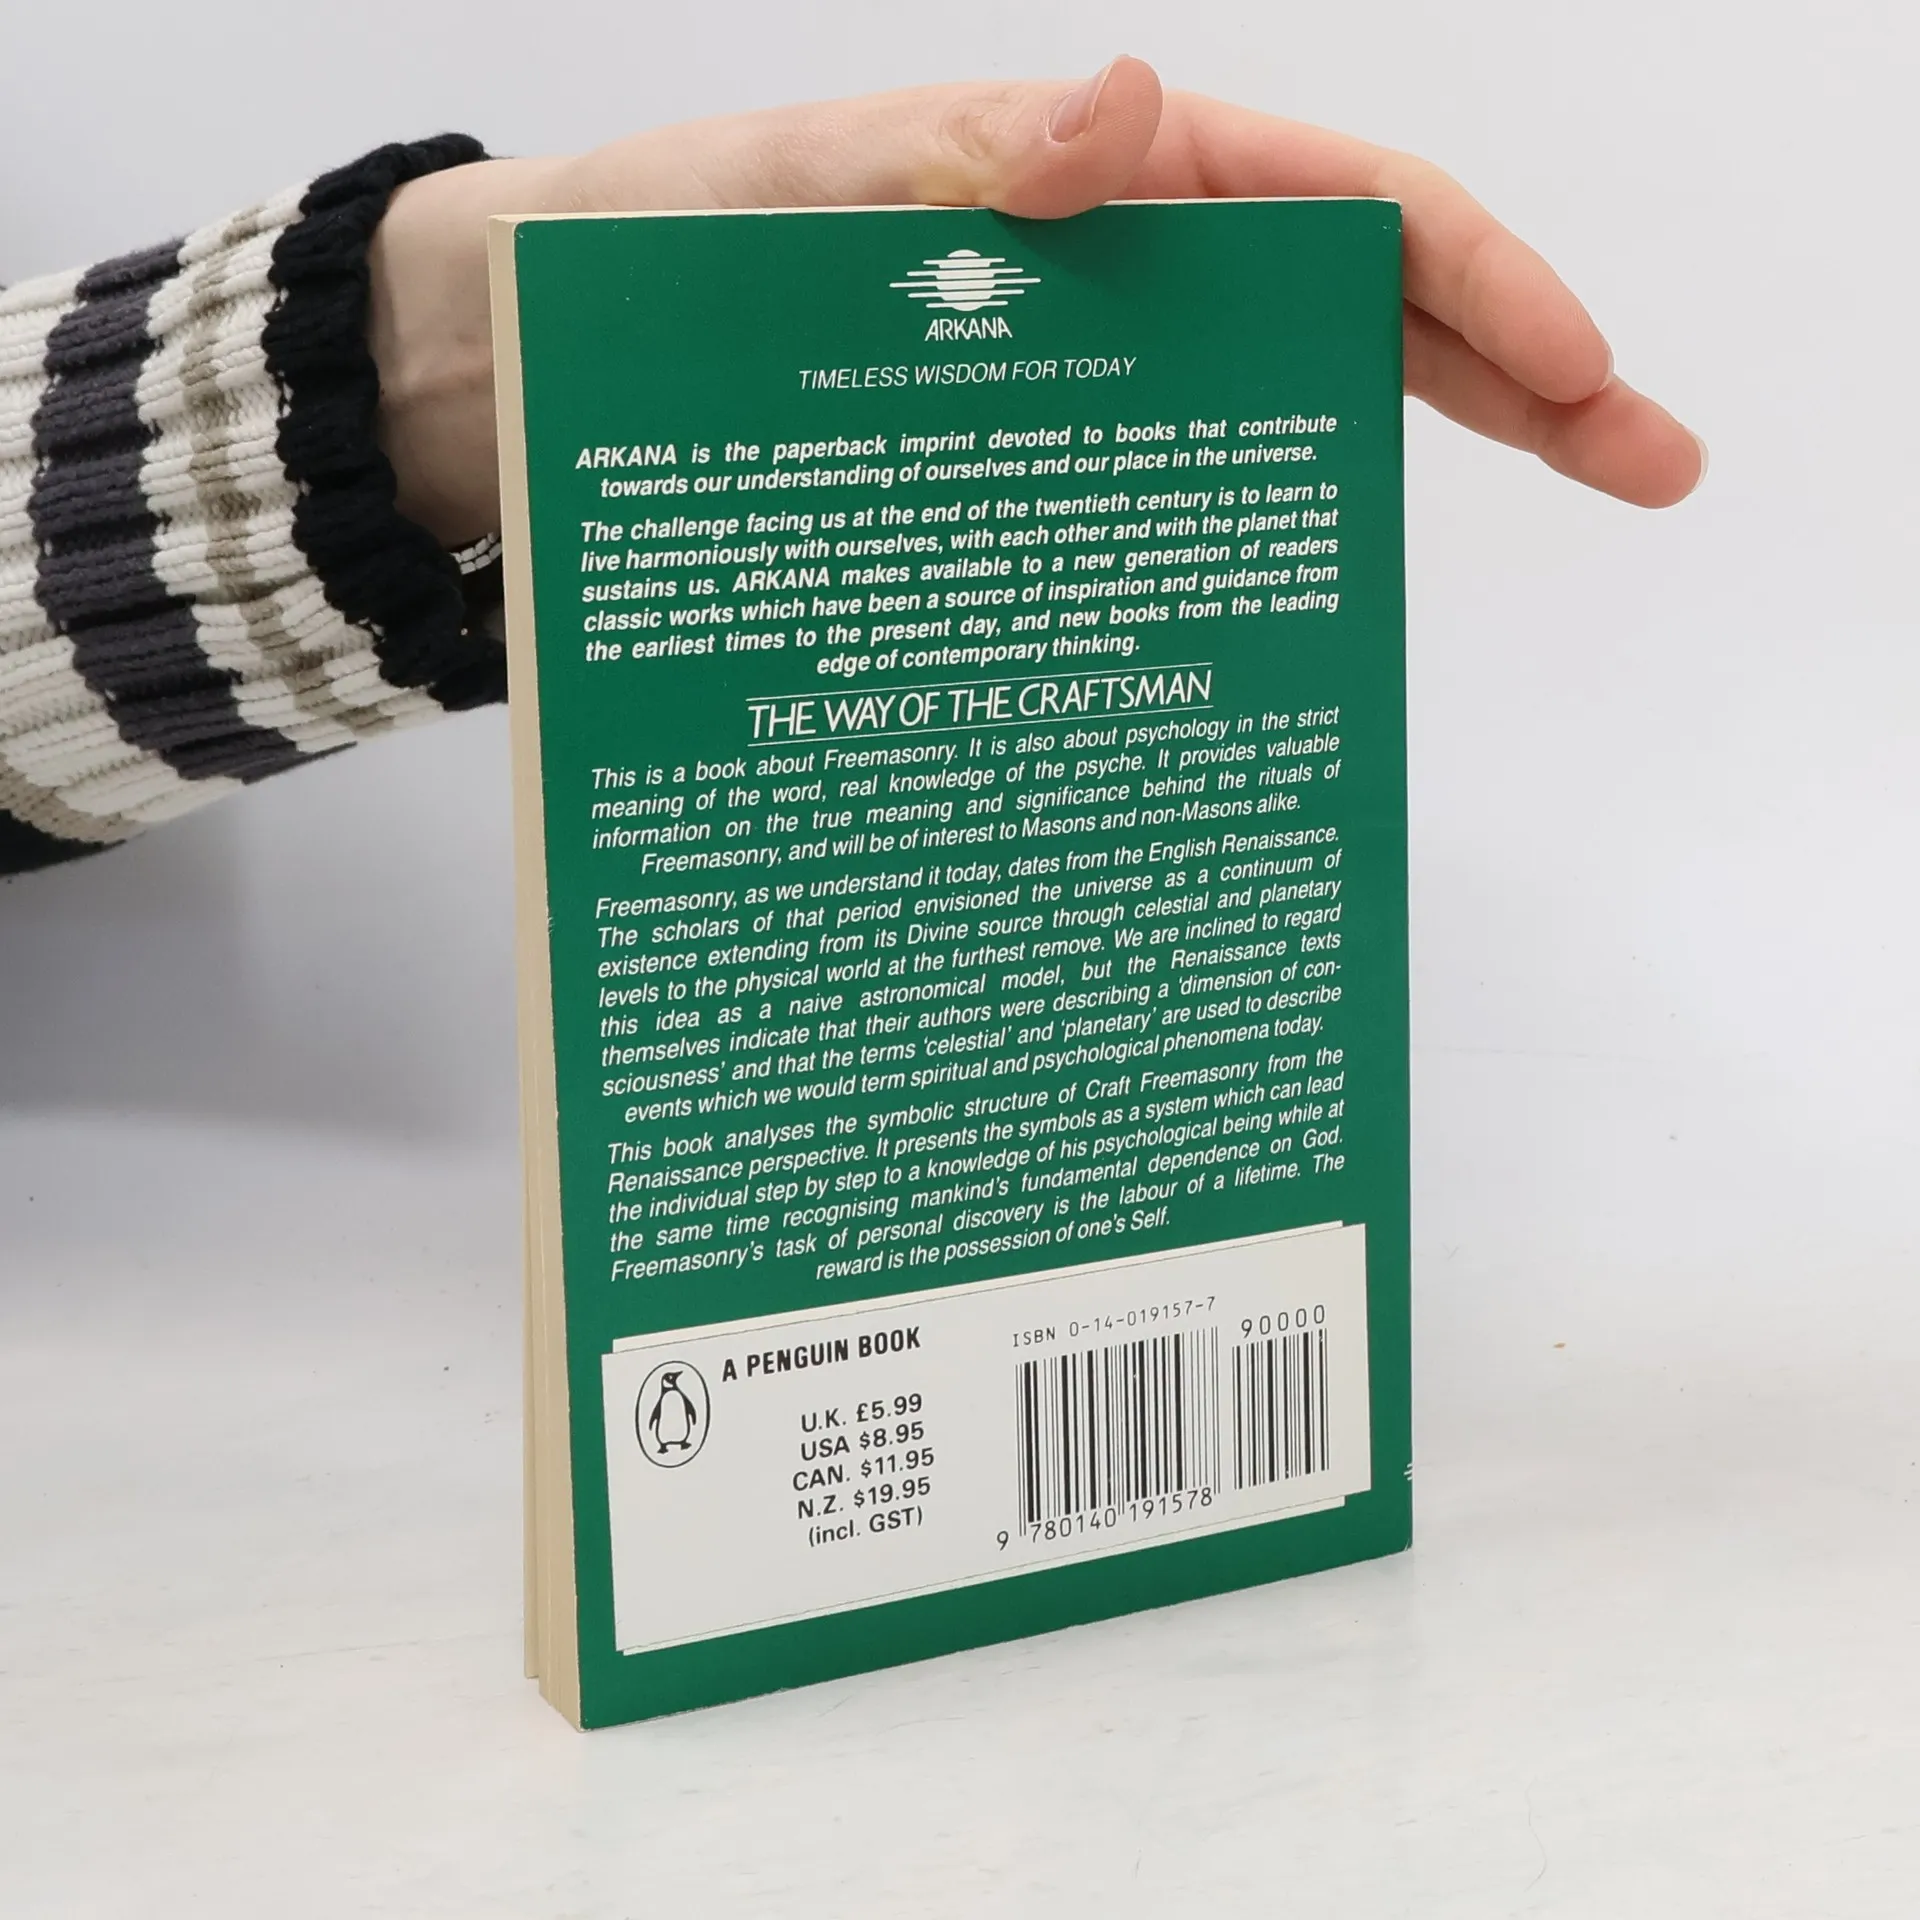 ARKANA
TIMELESS WISDOM FOR TODAY
ARKANA is the paperback imprint devoted to books that contribute
towards our understanding of ourselves and our place in the universe.
The challenge facing us at the end of the twentieth century is to learn to
live harmoniously with ourselves, with each other and with the planet that
sustains us. ARKANA makes available to a new generation of readers
classic works which have been a source of inspiration and guidance from
the earliest times to the present day, and new books from the leading
edge of contemporary thinking.
THE WAY OF THE CRAFTSMAN
This is a book about Freemasonry. It is also about psychology in the strict
meaning of the word, real knowledge of the psyche. It provides valuable
information on the true meaning and significance behind the rituals of
Freemasonry, and will be of interest to Masons and non-Masons alike.
Freemasonry, as we understand it today, dates from the English Renaissance.
The scholars of that period envisioned the universe as a continuum of
existence extending from its Divine source through celestial and planetary
levels to the physical world at the furthest remove. We are inclined to regard
this idea as a naive astronomical model, but the Renaissance texts
themselves indicate that their authors were describing a 'dimension of con-
sciousness' and that the terms 'celestial' and 'planetary' are used to describe
events which we would term spiritual and psychological phenomena today.
This book analyses the symbolic structure of Craft Freemasonry from the
Renaissance perspective. It presents the symbols as a system which can lead
the individual step by step to a knowledge of his psychological being while at
the same time recognising mankind's fundamental dependence on God.
Freemasonry's task of personal discovery is the labour of a lifetime. The
reward is the possession of one's Self.
A PENGUIN BOOK
U.K. £5.99
USA $8.95
CAN. $11.95
N.Z. $19.95
(incl. GST)
ISBN 0-14-019157-7
90000
9 780140 191578